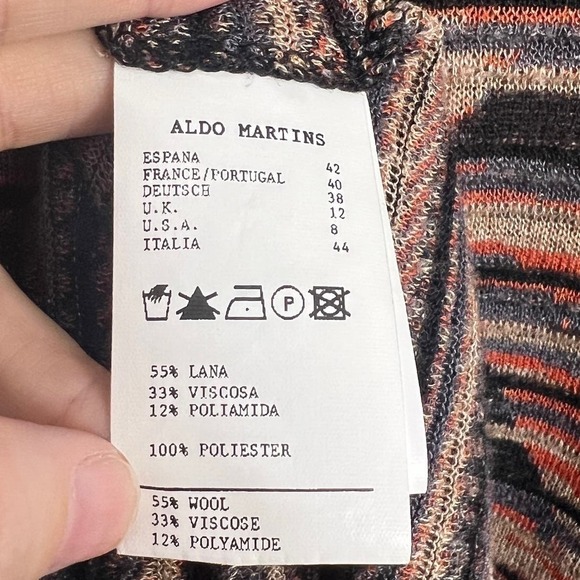 ALDO MARTINS
ESPANA 42
FRANCE/PORTUGAL 40
DEUTSCH 38
U.K. 12
U.S.A. 8
ITALIA 44
P
55% LANA
33% VISCOSA
12% POLIAMIDA
100% POLIESTER
55% WOOL
33% VISCOSE
12% POLYAMIDE